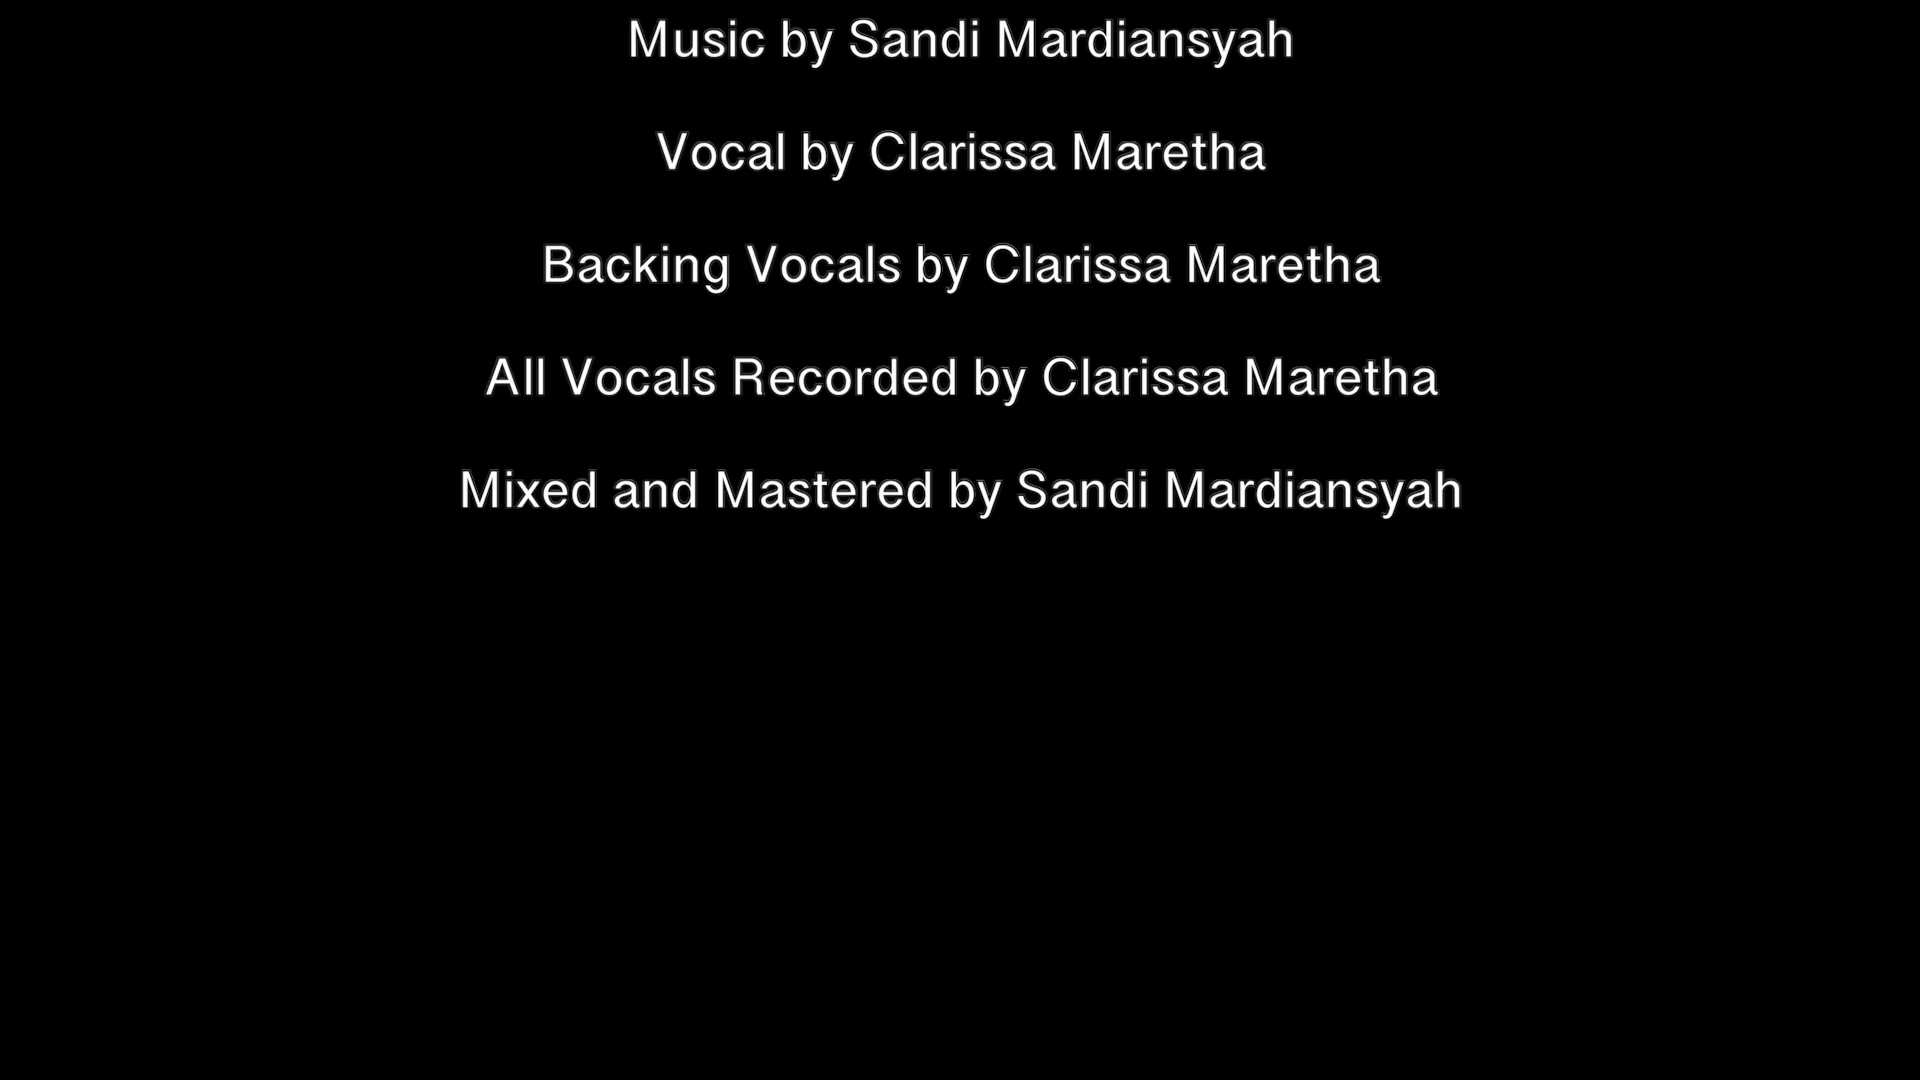 Music by Sandi Mardiansyah
Vocal by Clarissa Maretha
Backing Vocals by Clarissa Maretha
All Vocals Recorded by Clarissa Maretha
Mixed and Mastered by Sandi Mardiansyah